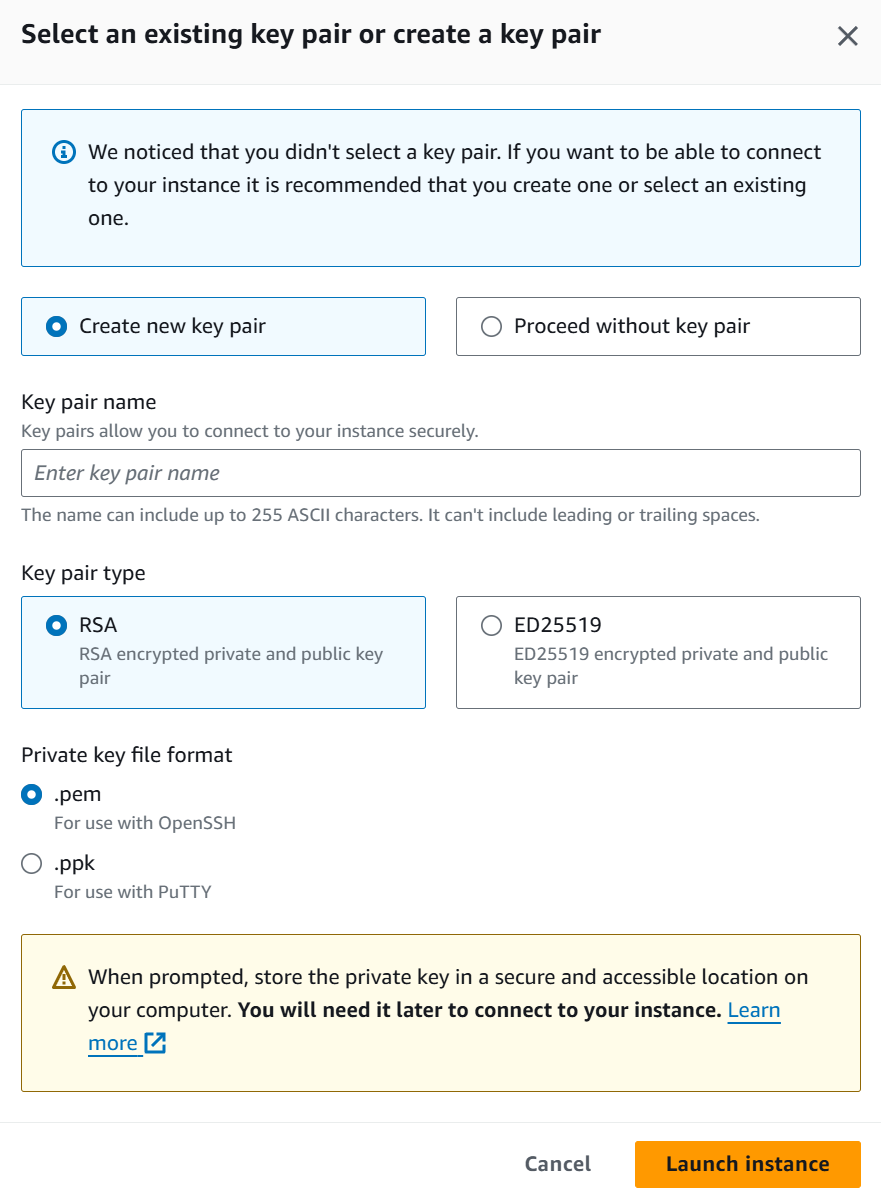 Select an existing key pair or create a key pair
We noticed that you didn't select a key pair. If you want to be able to connect
to your instance it is recommended that you create one or select an existing
one.
Create new key pair
Proceed without key pair
Key pair name
Key pairs allow you to connect to your instance securely.
Enter key pair name
The name can include up to 255 ASCII characters. It can't include leading or trailing spaces.
Key pair type
RSA
RSA encrypted private and public key
pair
ED25519
ED25519 encrypted private and public
key pair
Private key file format
.pem
For use with OpenSSH
.ppk
For use with PuTTY
When prompted, store the private key in a secure and accessible location on
your computer. You will need it later to connect to your instance. Learn
more
Cancel
Launch instance